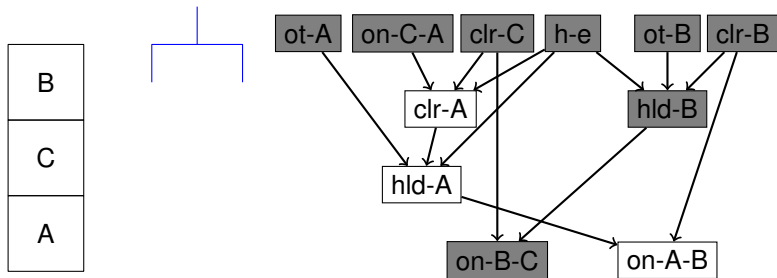 ot-A on-C-A clr-C h-e ot-B clr-B
B
clr-A hld-B
C
hld-A
A
on-B-C on-A-B